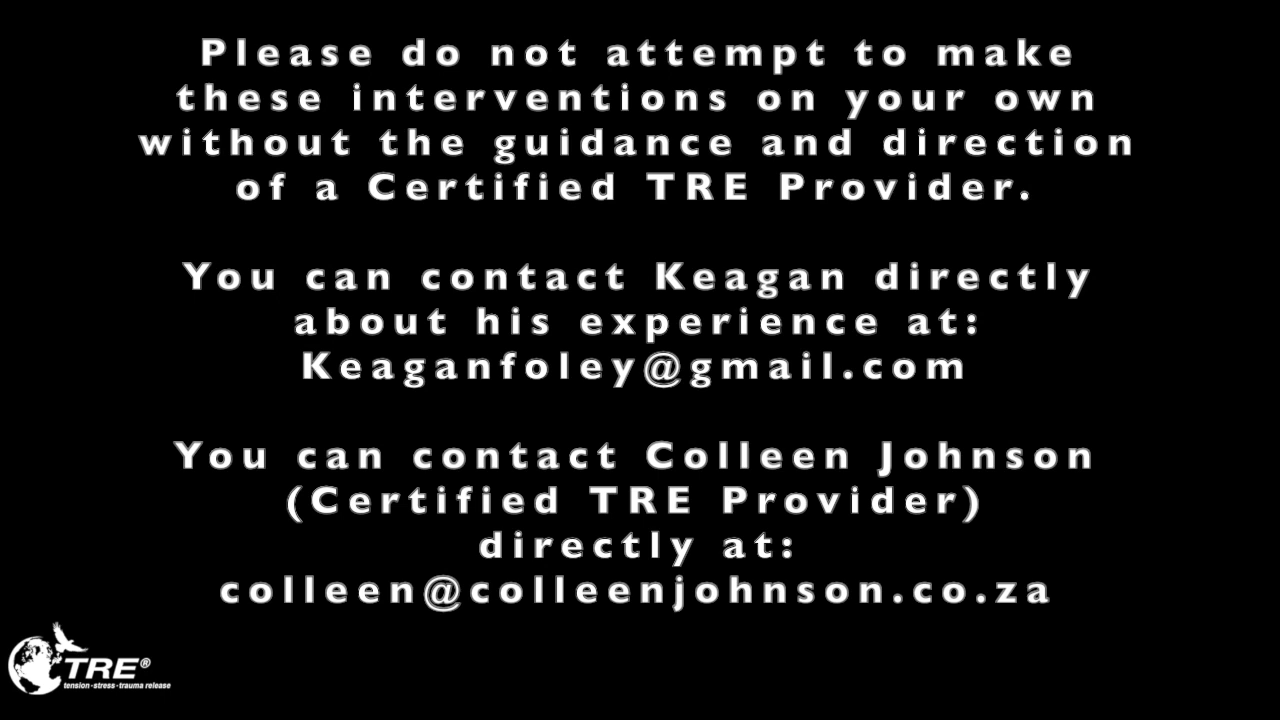 Please do not attempt to make
these interventions on your own
without the guidance and direction
of a Certified TRE Provider.
You can contact Keagan directly
about his experience at:
Keaganfoley@gmail.com
You can contact Colleen Johnson
(Certified TRE Provider)
directly at:
colleen@colleenjohnson.co.za
TRE®
tension-stress-trauma release